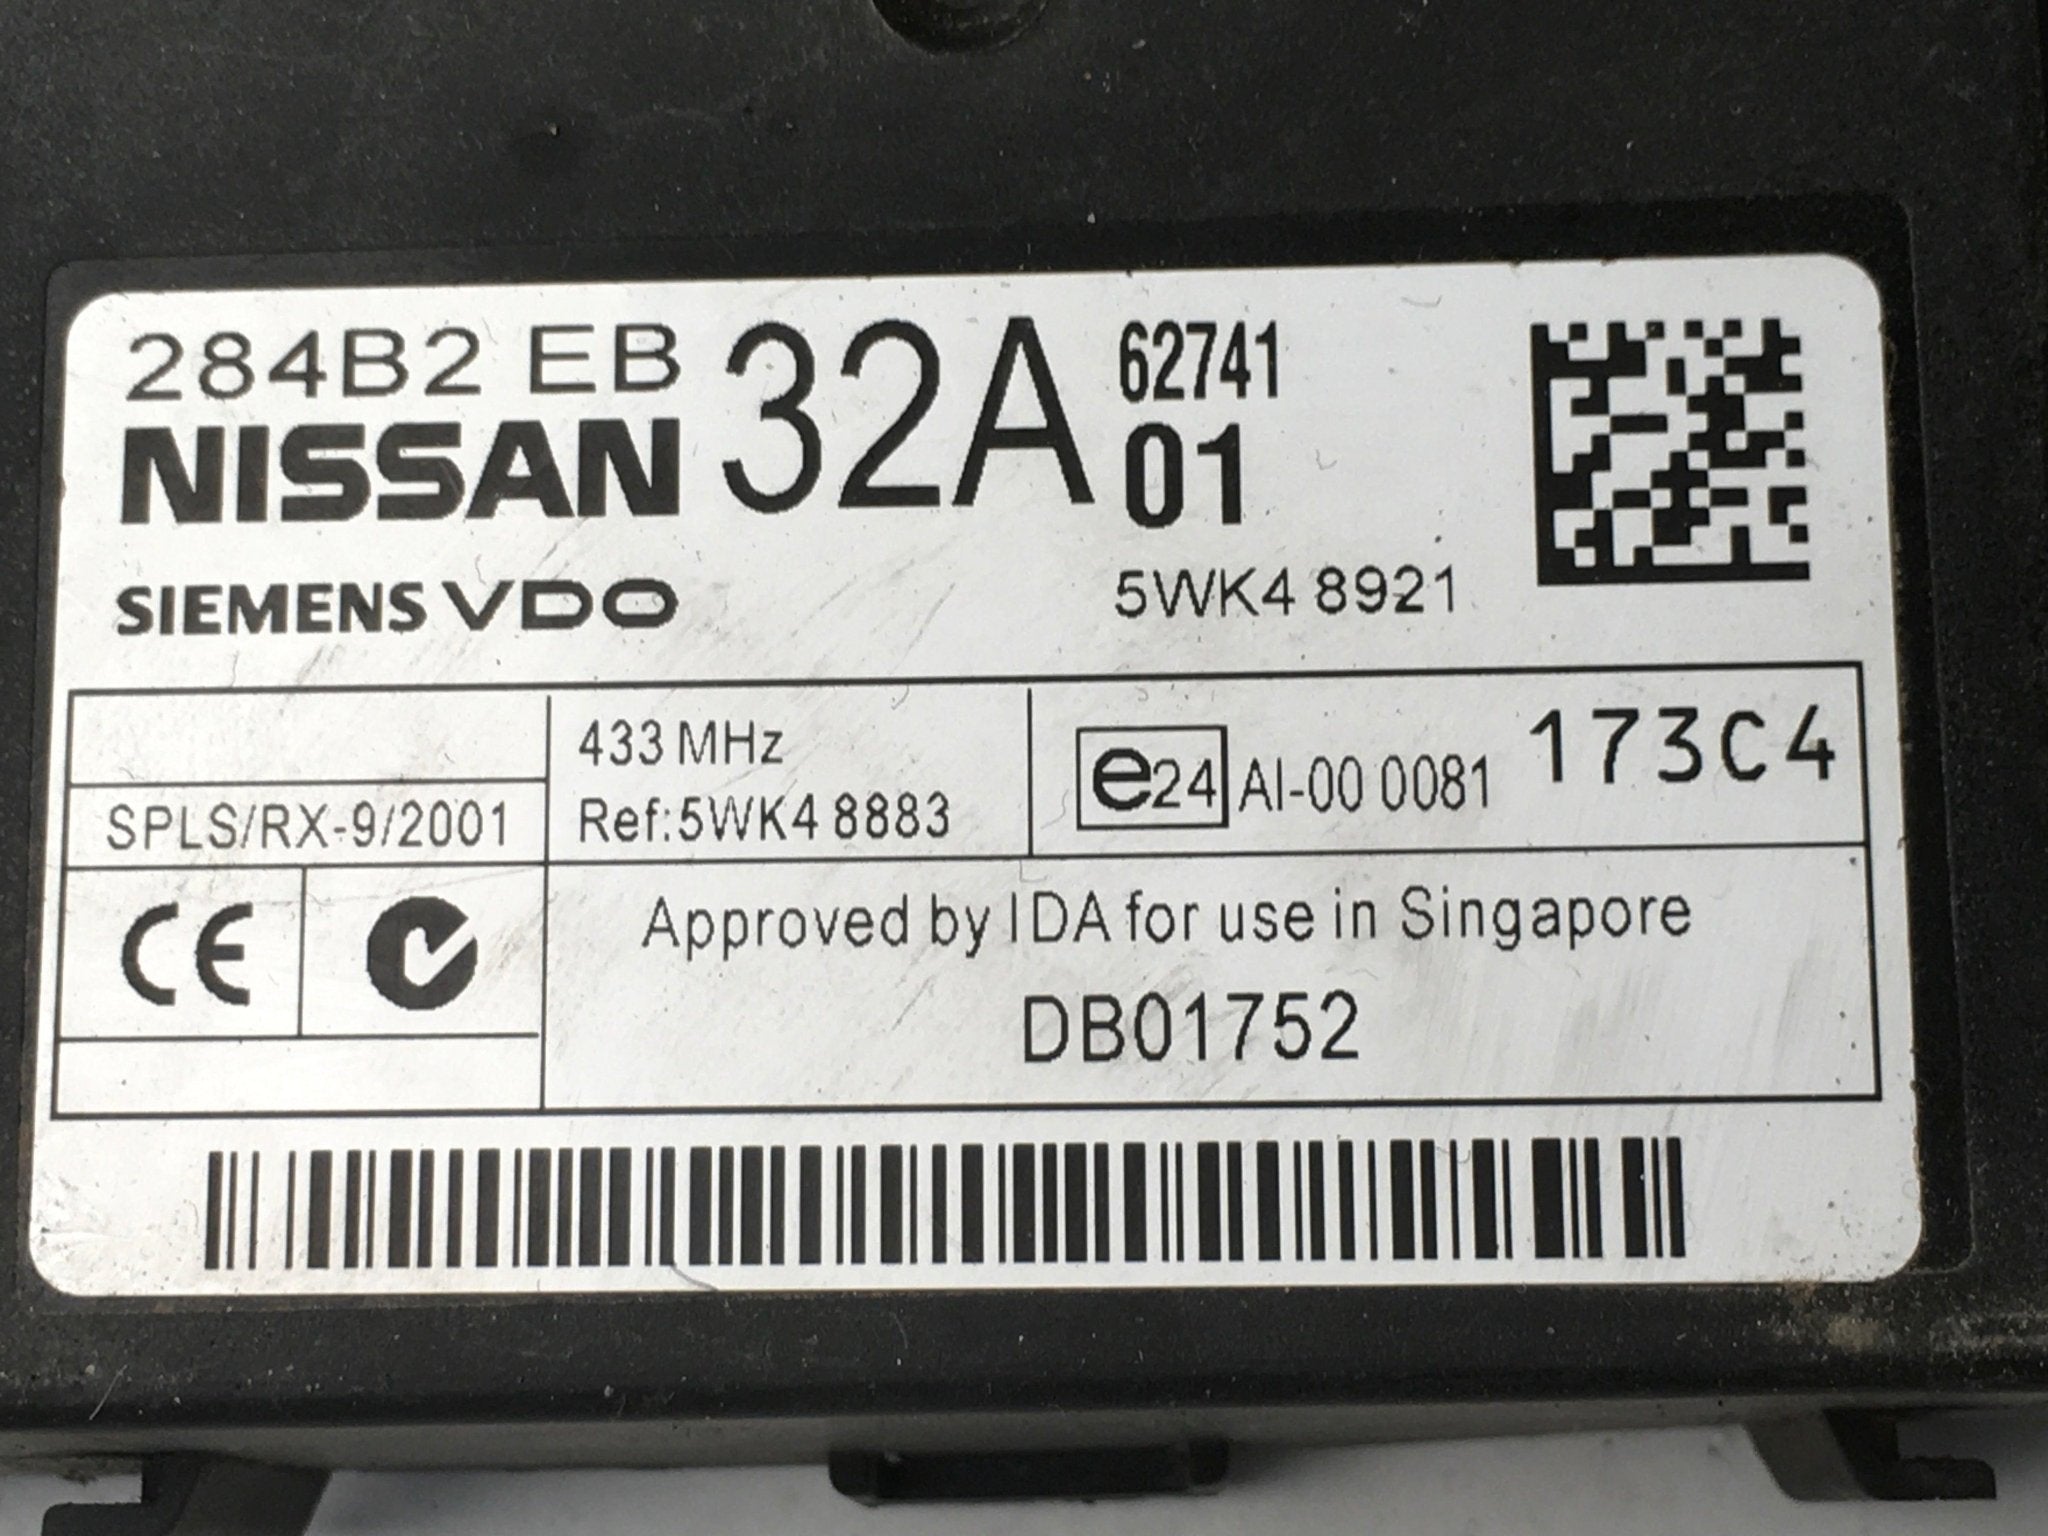 284B2 EB 32A 62741
NISSAN 01
SIEMENS VDO 5WK4 8921
433 MHz
e24 AI-00 0081 173C4
SPLS/RX-9/2001 Ref:5WK4 8883
CE
Approved by IDA for use in Singapore
DB01752